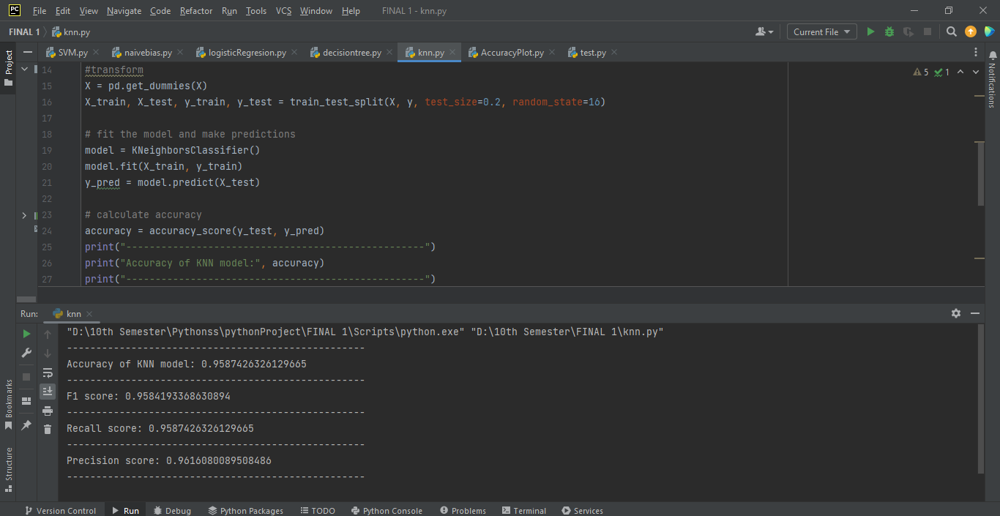 PC File Edit View Navigate Code Refactor Run Tools VCS Window Help FINAL 1 - knn.py
FINAL 1 knn.py Current File
SVM.py naivebias.py logisticRegresion.py decisiontree.py knn.py AccuracyPlot.py test.py
Project
Notifications
5 1
14 #transform
15 X = pd.get_dummies(X)
16 X_train, X_test, y_train, y_test = train_test_split(X, y, test_size=0.2, random_state=16)
17
18 # fit the model and make predictions
19 model = KNeighborsClassifier()
20 model.fit(X_train, y_train)
21 y_pred = model.predict(X_test)
22
23 # calculate accuracy
24 accuracy = accuracy_score(y_test, y_pred)
25 print("---------------------------------------------------")
26 print("Accuracy of KNN model:", accuracy)
27 print("---------------------------------------------------")
Run: knn
"D:\10th Semester\Pythonss\pythonProject\FINAL 1\Scripts\python.exe" "D:\10th Semester\FINAL 1\knn.py"
---------------------------------------------------
Accuracy of KNN model: 0.9587426326129665
---------------------------------------------------
F1 score: 0.9584193368630894
---------------------------------------------------
Recall score: 0.9587426326129665
---------------------------------------------------
Precision score: 0.9616080089508486
---------------------------------------------------
Bookmarks
Structure
Version Control Run Debug Python Packages TODO Python Console Problems Terminal Services